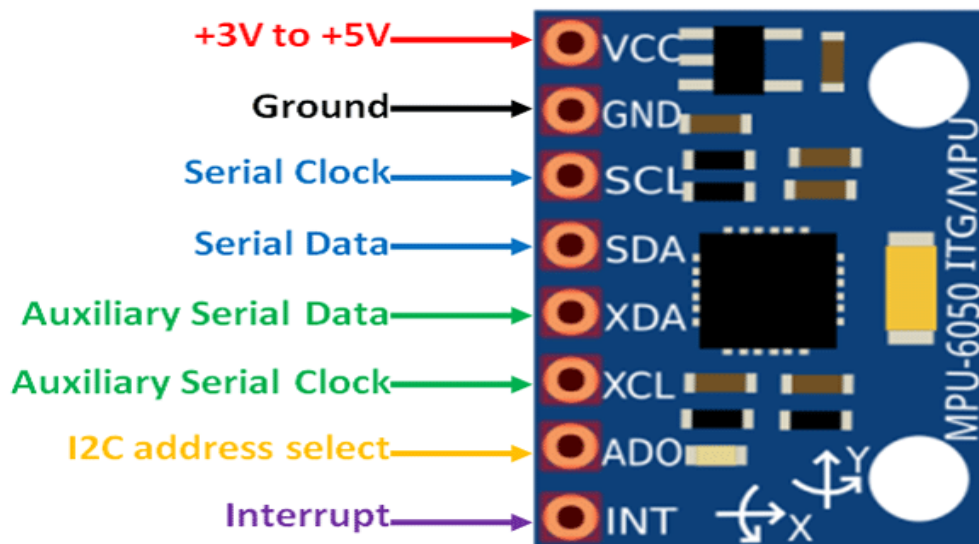 +3V to +5V
VCC
Ground
GND
Serial Clock
SCL
Serial Data
SDA
Auxiliary Serial Data
XDA
Auxiliary Serial Clock
XCL
I2C address select
ADO
Interrupt
INT
X
Y
MPU-6050 ITG/MPU